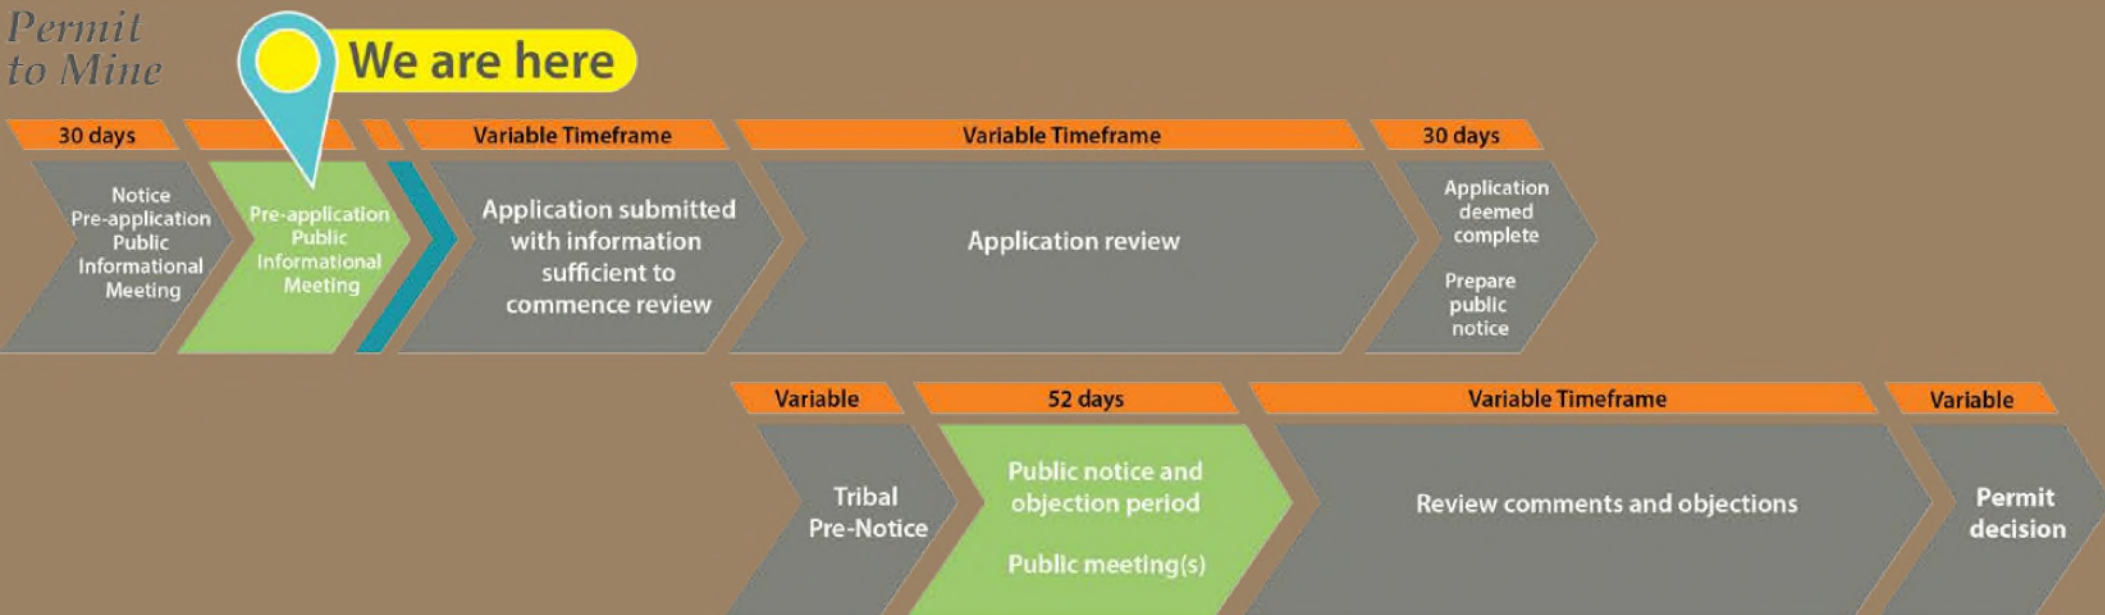 Permit
to Mine
We are here
30 days
Variable Timeframe
Variable Timeframe
30 days
Notice
Pre-application
Public
Informational
Meeting
Pre-application
Public
Informational
Meeting
Application submitted
with information
sufficient to
commence review
Application review
Application
deemed
complete
Prepare
public
notice
Variable
52 days
Variable Timeframe
Variable
Tribal
Pre-Notice
Public notice and
objection period
Public meeting(s)
Review comments and objections
Permit
decision